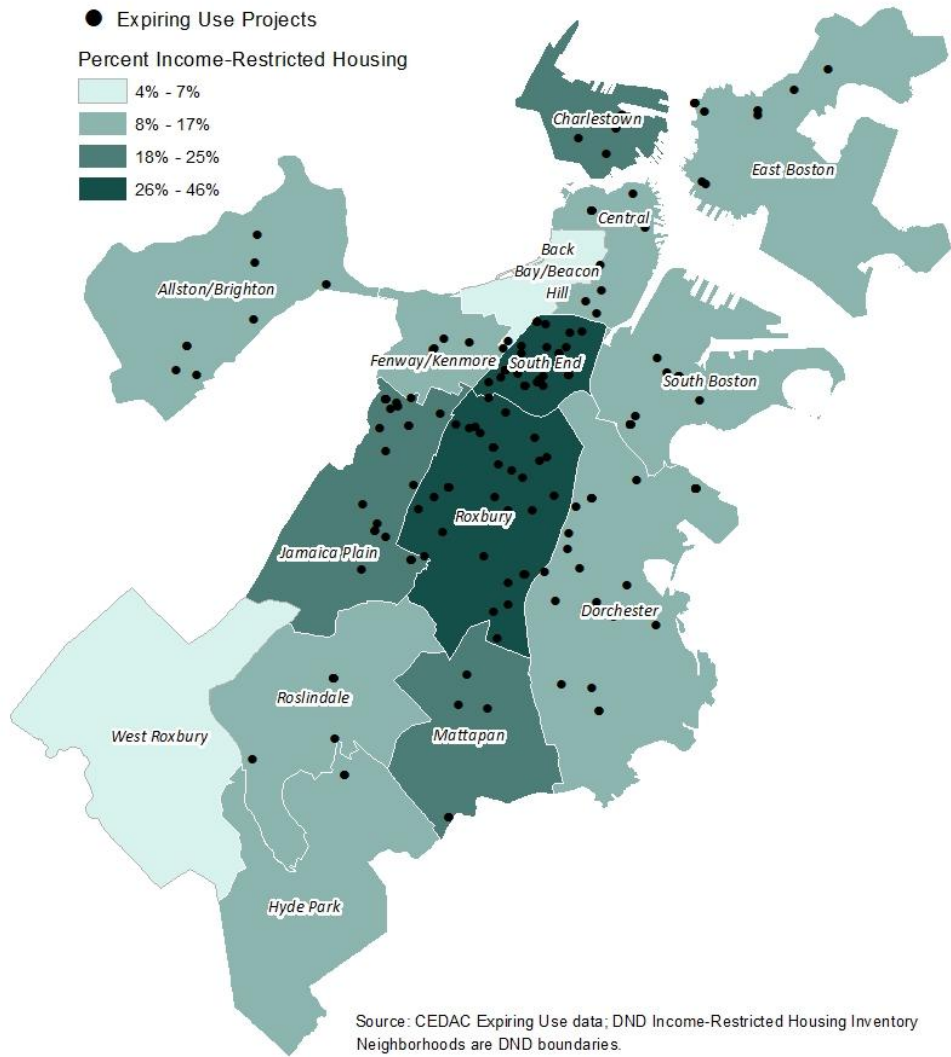 Expiring Use Projects
Percent Income-Restricted Housing
4% - 7%
8% - 17%
18% - 25%
26% - 46%
Charlestown
East Boston
Central
Back
Bay/Beacon
Hill
Allston/Brighton
Fenway/Kenmore
South End
South Boston
Roxbury
Jamaica Plain
Dorchester
Roslindale
West Roxbury
Mattapan
Hyde Park
Source: CEDAC Expiring Use data; DND Income-Restricted Housing Inventory
Neighborhoods are DND boundaries.